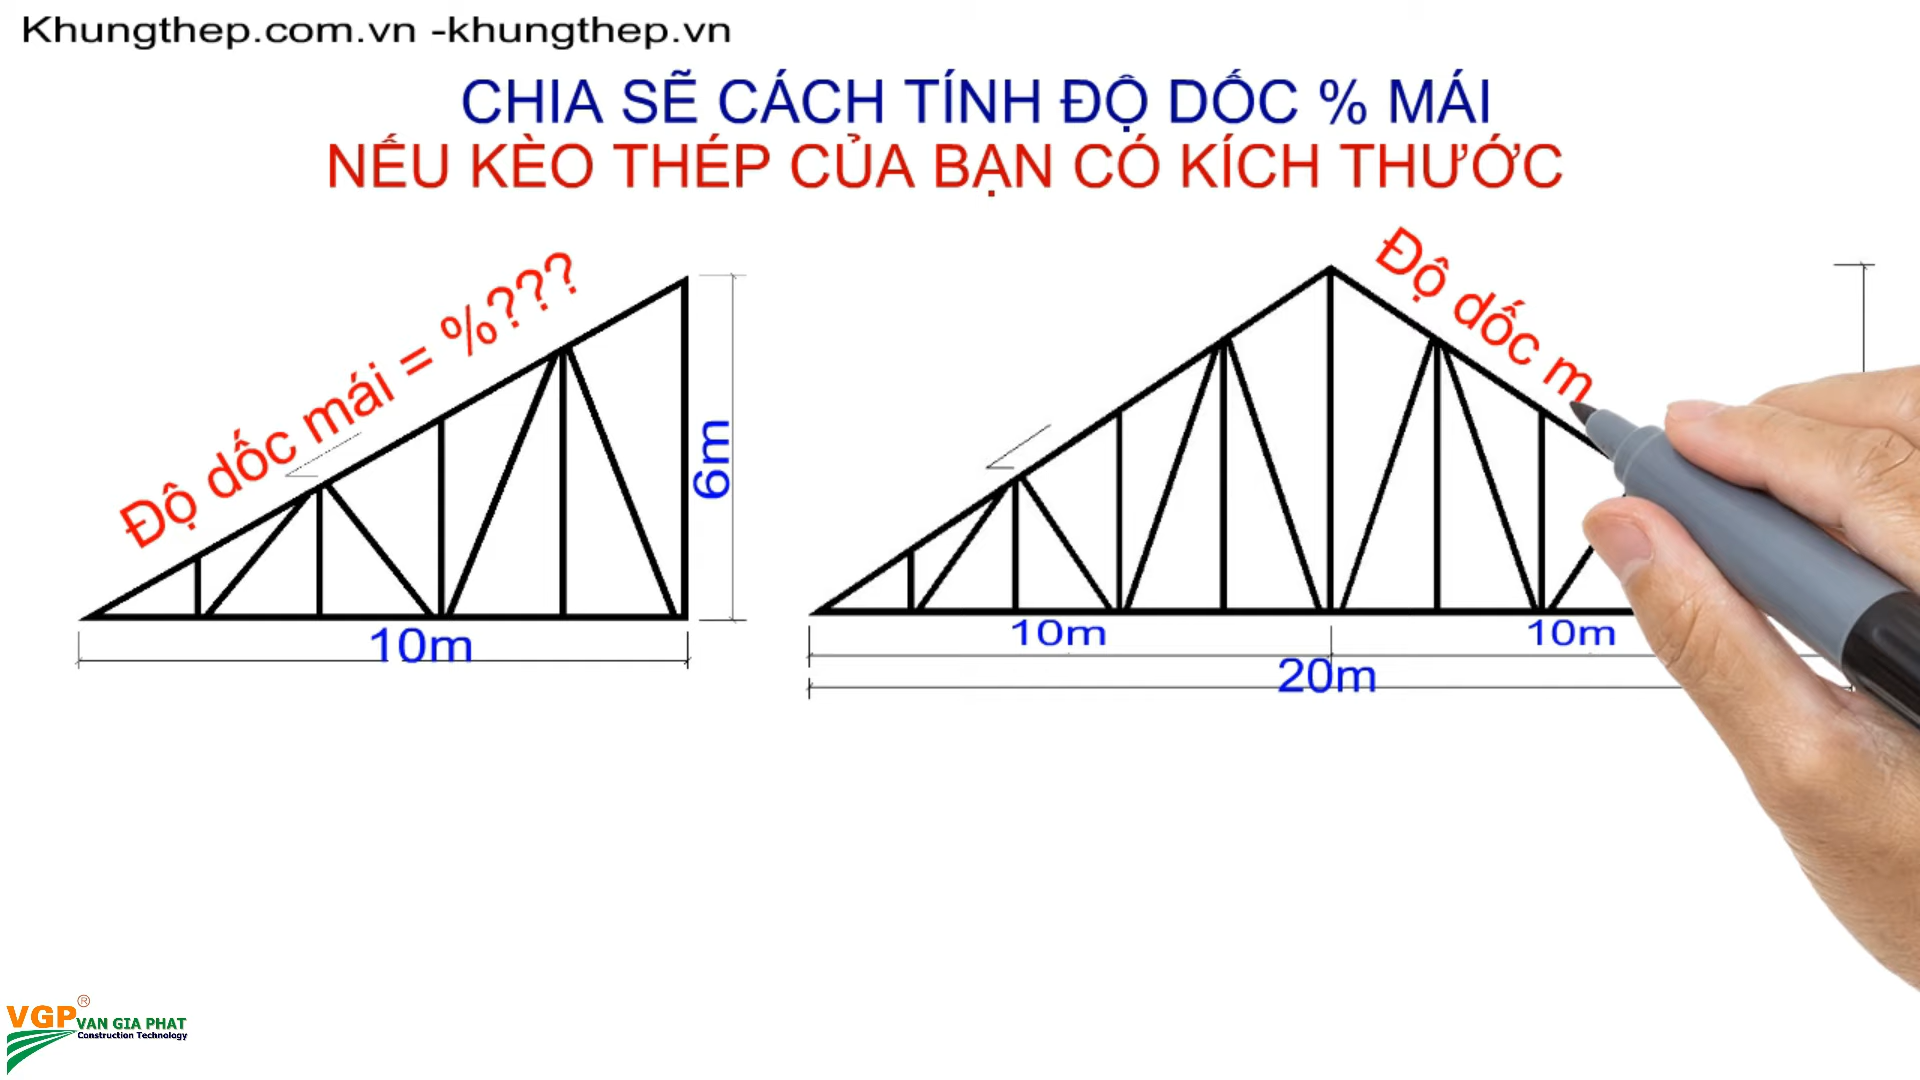 Khungthep.com.vn -khungthep.vn
CHIA SẼ CÁCH TÍNH ĐỘ DỐC % MÁI
NẾU KÈO THÉP CỦA BẠN CÓ KÍCH THƯỚC
Độ dốc mái = %???
6m
10m
Độ dốc m
10m
10m
20m
VGP®
VAN GIA PHAT
Construction Technology